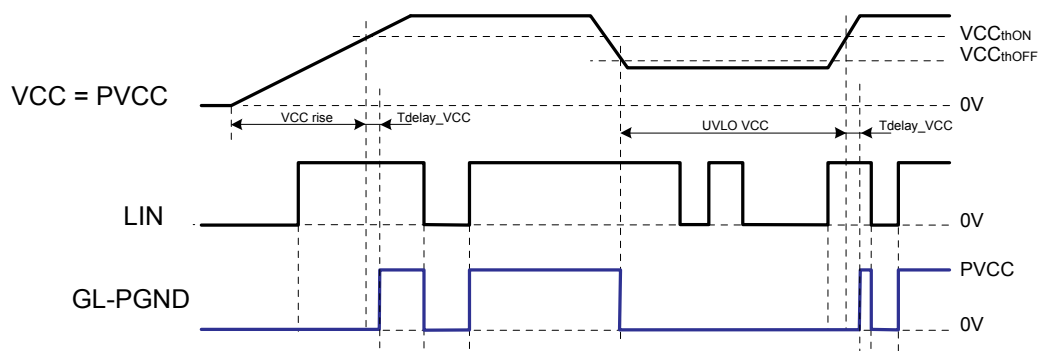 VCCthON
VCCthOFF
VCC = PVCC
0V
VCC rise
Tdelay_VCC
UVLO VCC
Tdelay_VCC
LIN
0V
PVCC
GL-PGND
0V